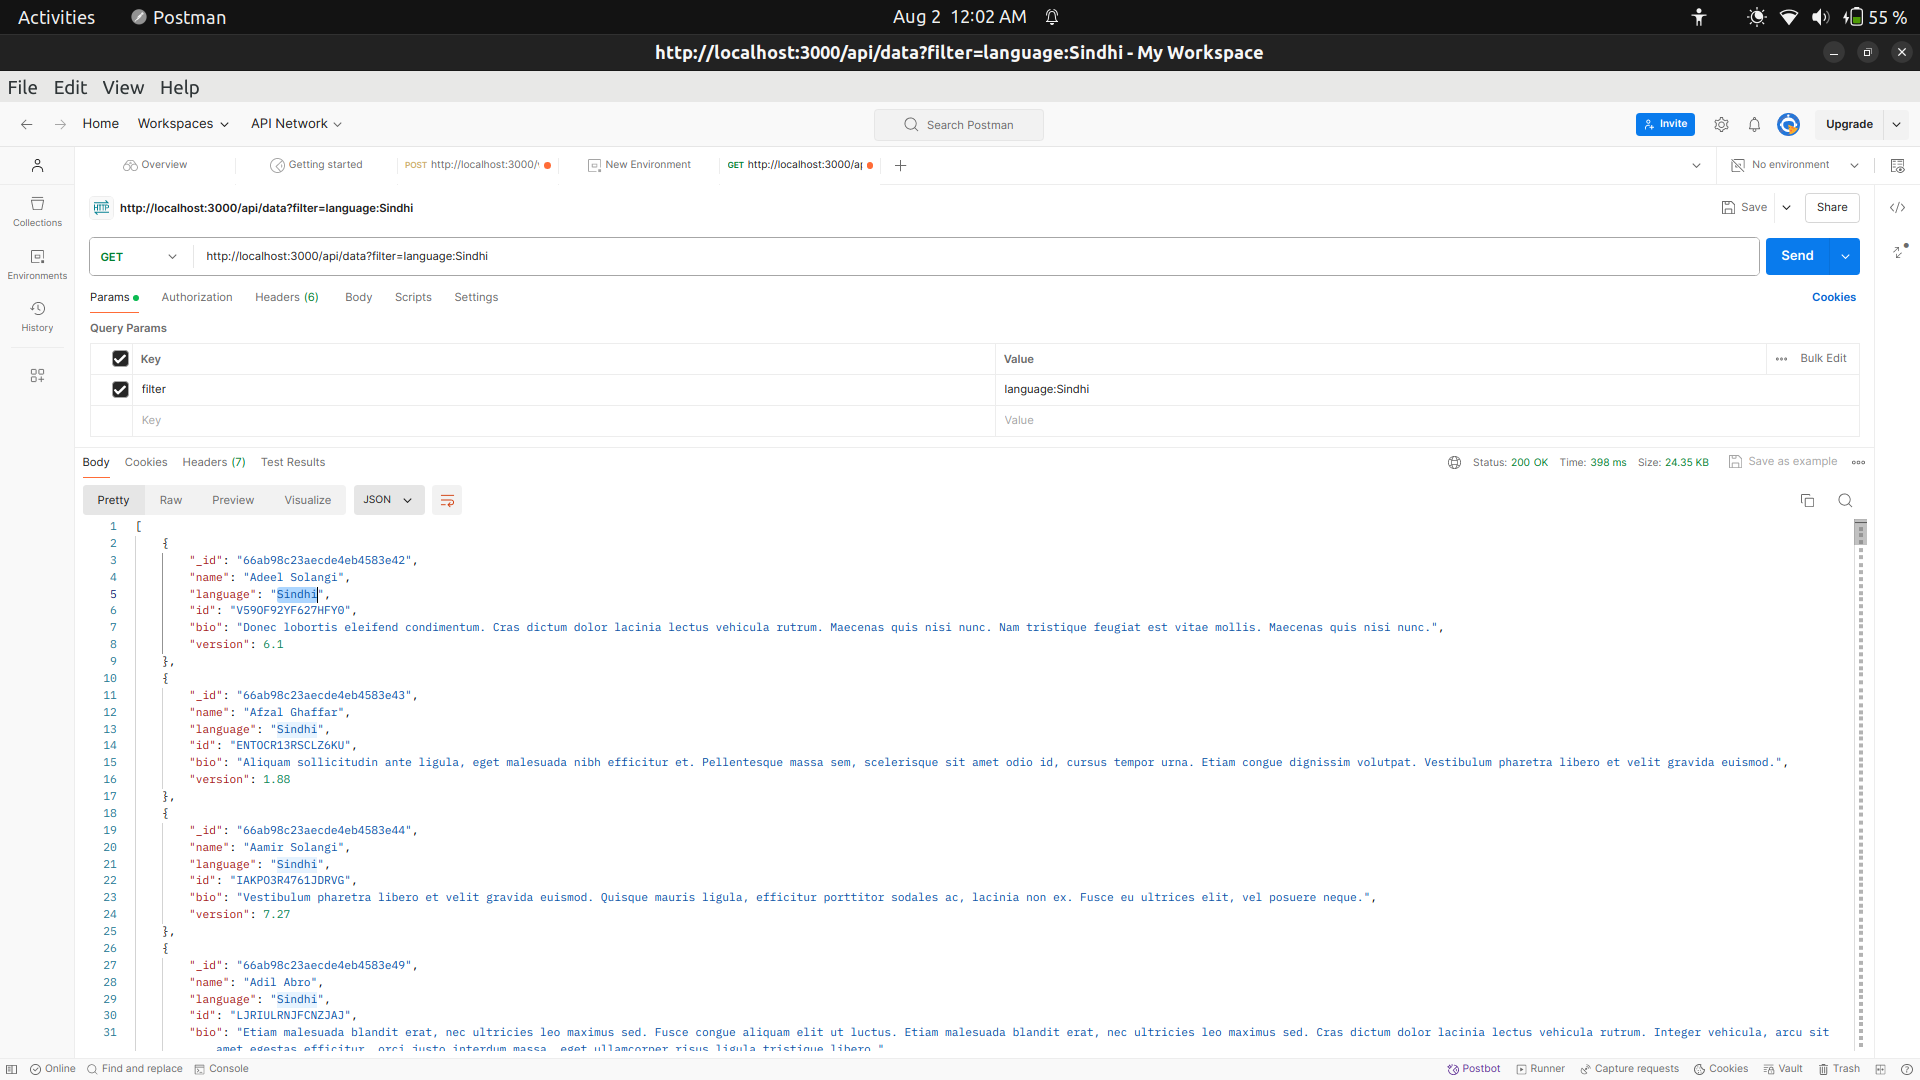 Activities Postman Aug 2 12:02 AM 55 %
http://localhost:3000/api/data?filter=language:Sindhi - My Workspace
File Edit View Help
Home Workspaces API Network Search Postman Invite Upgrade
Overview Getting started POST http://localhost:3000/ New Environment GET http://localhost:3000/ap No environment
HTTP http://localhost:3000/api/data?filter=language:Sindhi Save Share
Collections
Environments
History
GET http://localhost:3000/api/data?filter=language:Sindhi Send
Params Authorization Headers (6) Body Scripts Settings Cookies
Query Params
Key Value Bulk Edit
filter language:Sindhi
Key Value
Body Cookies Headers (7) Test Results Status: 200 OK Time: 398 ms Size: 24.35 KB Save as example
Pretty Raw Preview Visualize JSON
1 [
2 {
3 "_id": "66ab98c23aecde4eb4583e42",
4 "name": "Adeel Solangi",
5 "language": "Sindhi",
6 "id": "V59OF92YF627HFY0",
7 "bio": "Donec lobortis eleifend condimentum. Cras dictum dolor lacinia lectus vehicula rutrum. Maecenas quis nisi nunc. Nam tristique feugiat est vitae mollis. Maecenas quis nisi nunc.",
8 "version": 6.1
9 },
10 {
11 "_id": "66ab98c23aecde4eb4583e43",
12 "name": "Afzal Ghaffar",
13 "language": "Sindhi",
14 "id": "ENTOCR13RSCLZ6KU",
15 "bio": "Aliquam sollicitudin ante ligula, eget malesuada nibh efficitur et. Pellentesque massa sem, scelerisque sit amet odio id, cursus tempor urna. Etiam congue dignissim volutpat. Vestibulum pharetra libero et velit gravida euismod.",
16 "version": 1.88
17 },
18 {
19 "_id": "66ab98c23aecde4eb4583e44",
20 "name": "Aamir Solangi",
21 "language": "Sindhi",
22 "id": "IAKPO3R4761JDRVG",
23 "bio": "Vestibulum pharetra libero et velit gravida euismod. Quisque mauris ligula, efficitur porttitor sodales ac, lacinia non ex. Fusce eu ultrices elit, vel posuere neque.",
24 "version": 7.27
25 },
26 {
27 "_id": "66ab98c23aecde4eb4583e49",
28 "name": "Adil Abro",
29 "language": "Sindhi",
30 "id": "LJRIULRNJFCNZJAJ",
31 "bio": "Etiam malesuada blandit erat, nec ultricies leo maximus sed. Fusce congue aliquam elit ut luctus. Etiam malesuada blandit erat, nec ultricies leo maximus sed. Cras dictum dolor lacinia lectus vehicula rutrum. Integer vehicula, arcu sit
amet egestas efficitur, orci justo interdum massa, eget ullamcorper risus ligula tristique libero."
Online Find and replace Console Postbot Runner Capture requests Cookies Vault Trash